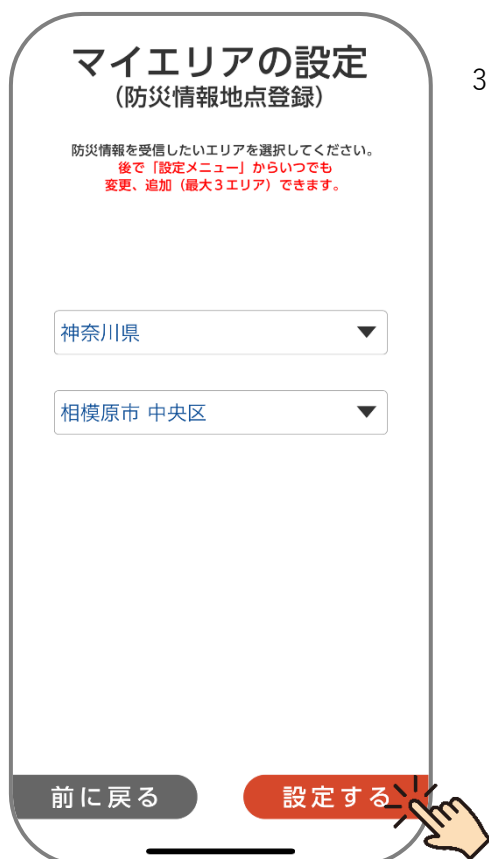 マイエリアの設定
(防災情報地点登録)
3
防災情報を受信したいエリアを選択してください。
後で「設定メニュー」からいつでも
変更、追加（最大３エリア）できます。
神奈川県
相模原市 中央区
前に戻る
設定する